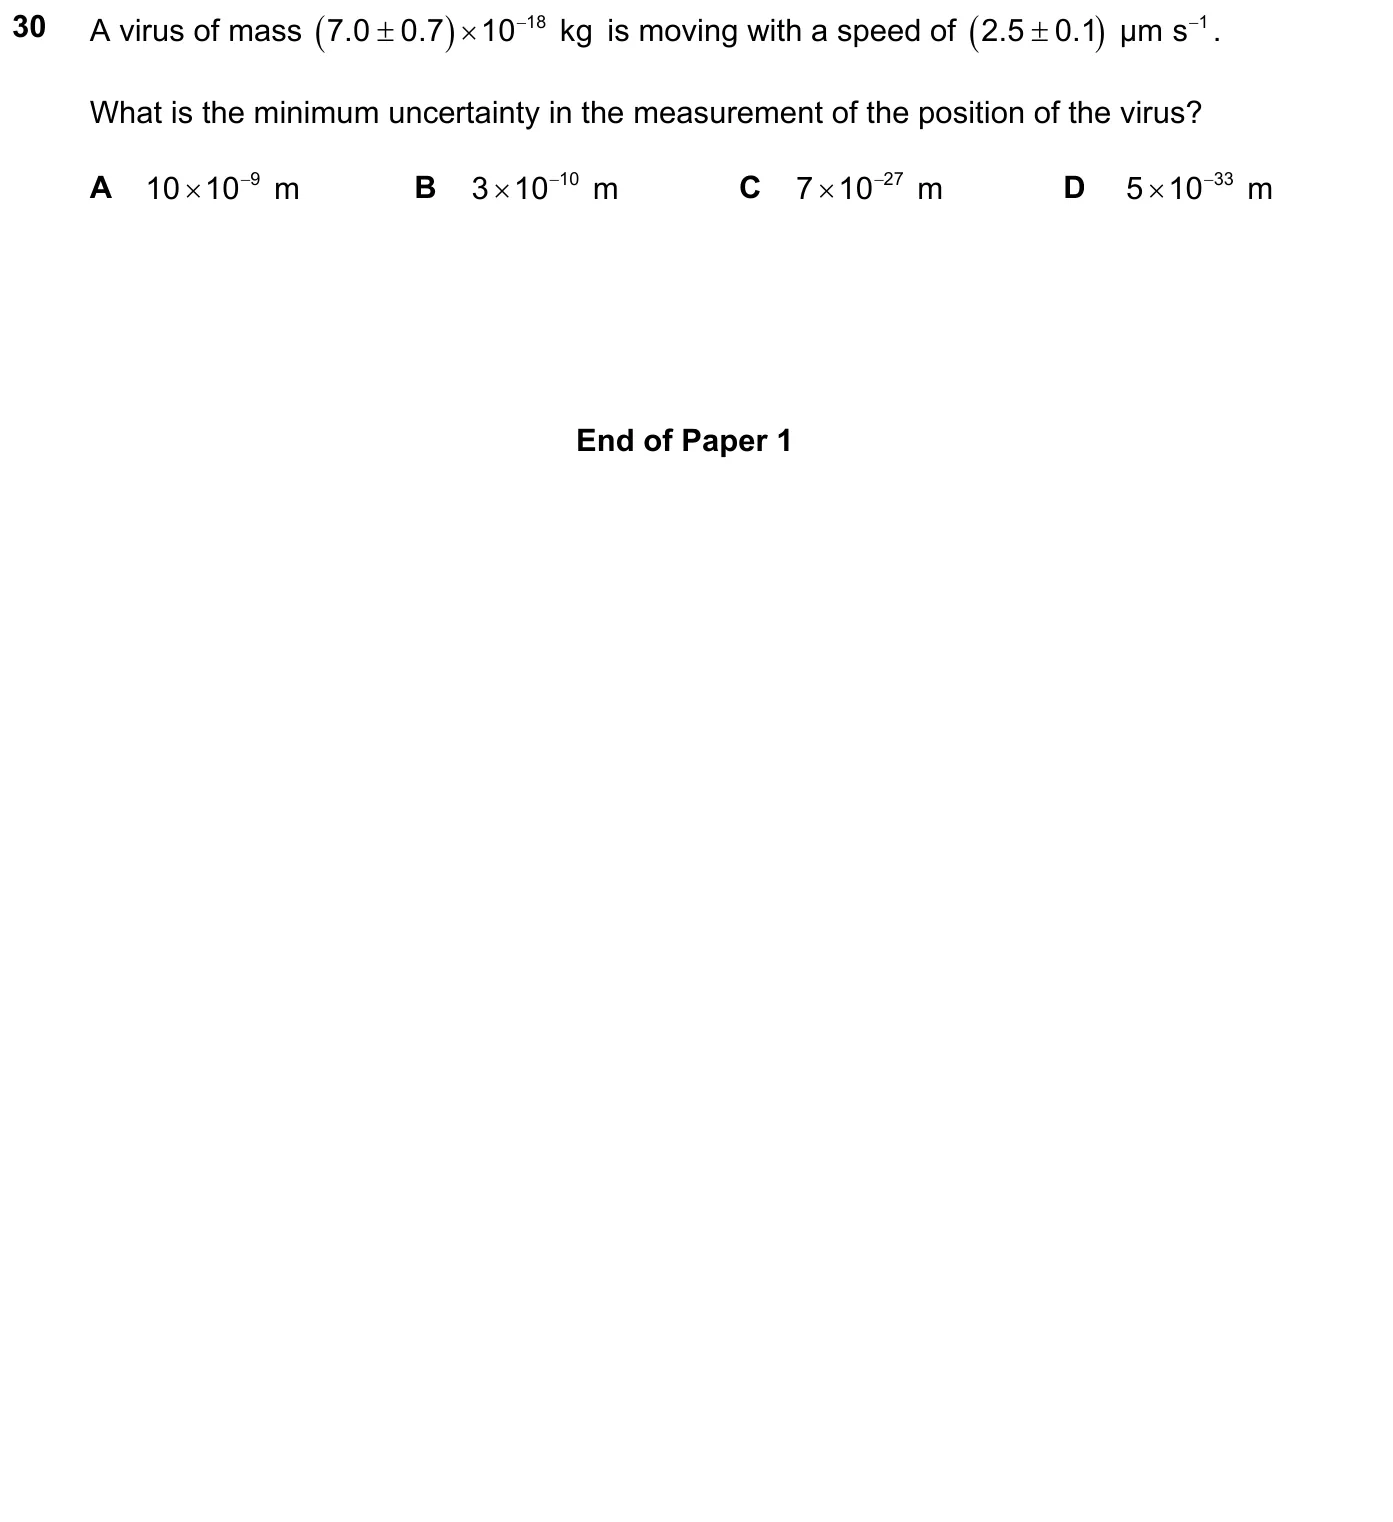 30 A virus of mass (7.0 ± 0.7) × 10⁻¹⁸ kg is moving with a speed of (2.5 ± 0.1) µm s⁻¹.
What is the minimum uncertainty in the measurement of the position of the virus?
A 10 × 10⁻⁹ m B 3 × 10⁻¹⁰ m C 7 × 10⁻²⁷ m D 5 × 10⁻³³ m
End of Paper 1